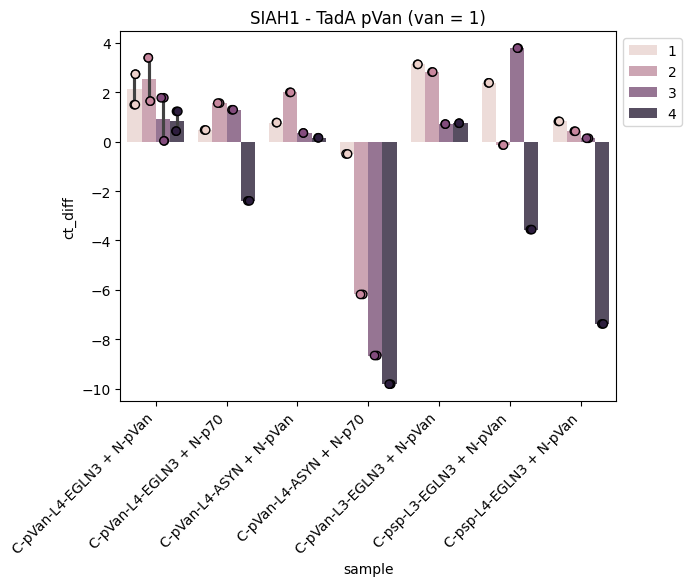 SIAH1 - TadA pVan (van = 1)
4
2
0
−2
−4
−6
−8
−10
ct_diff
1
2
3
4
C-pVan-L4-EGLN3 + N-pVan
C-pVan-L4-EGLN3 + N-p70
C-pVan-L4-ASYN + N-pVan
C-pVan-L4-ASYN + N-p70
C-pVan-L3-EGLN3 + N-pVan
C-psp-L3-EGLN3 + N-pVan
C-psp-L4-EGLN3 + N-pVan
sample